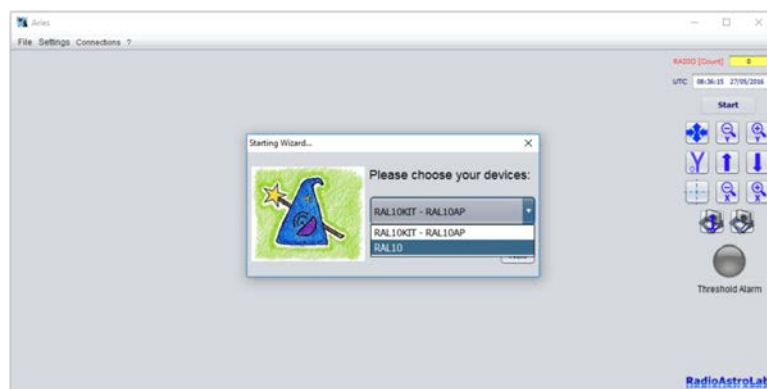 Aries
File Settings Connections ?
RADIO [Count] 0
UTC 08:36:15 27/05/2016
Start
Starting Wizard...
Please choose your devices:
RAL10KIT - RAL10AP
RAL10KIT - RAL10AP
RAL10
Y
Y
X
X
Threshold Alarm
RadioAstroLab